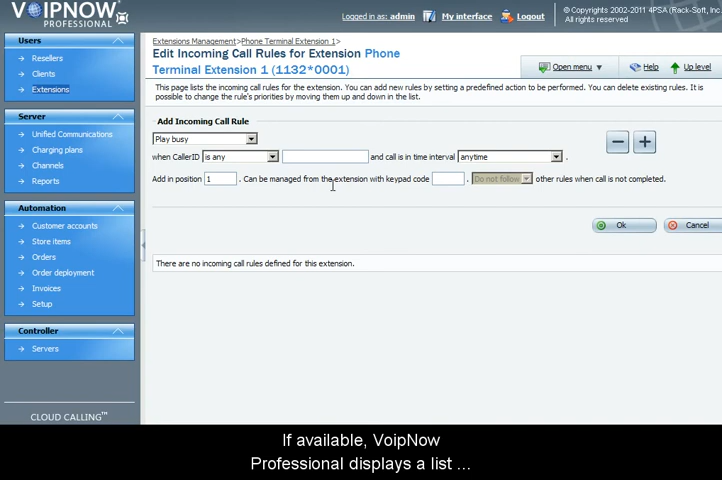 VOIPNOW
PROFESSIONAL
Logged in as: admin
My interface
Logout
© Copyrights 2002-2011 4PSA (Rack-Soft, Inc
All rights reserved
Users
Resellers
Clients
Extensions
Server
Unified Communications
Charging plans
Channels
Reports
Automation
Customer accounts
Store items
Orders
Order deployment
Invoices
Setup
Controller
Servers
CLOUD CALLING™
Extensions Management>Phone Terminal Extension 1>
Edit Incoming Call Rules for Extension Phone
Terminal Extension 1 (1132*0001)
Open menu
Help
Up level
This page lists the incoming call rules for the extension. You can add new rules by setting a predefined action to be performed. You can delete existing rules. It is
possible to change the rule's priorities by moving them up and down in the list.
Add Incoming Call Rule
Play busy
when CallerID is any and call is in time interval anytime .
Add in position 1 . Can be managed from the extension with keypad code . Do not follow other rules when call is not completed.
Ok
Cancel
There are no incoming call rules defined for this extension.
If available, VoipNow
Professional displays a list ...